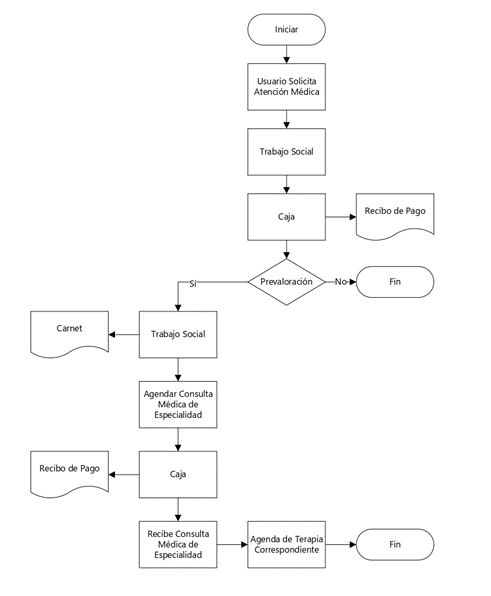 Iniciar
Usuario Solicita
Atención Médica
Trabajo Social
Caja
Recibo de Pago
Prevaloración
No
Fin
Sí
Carnet
Trabajo Social
Agendar Consulta
Médica de
Especialidad
Recibo de Pago
Caja
Recibe Consulta
Médica de
Especialidad
Agenda de Terapia
Correspondiente
Fin